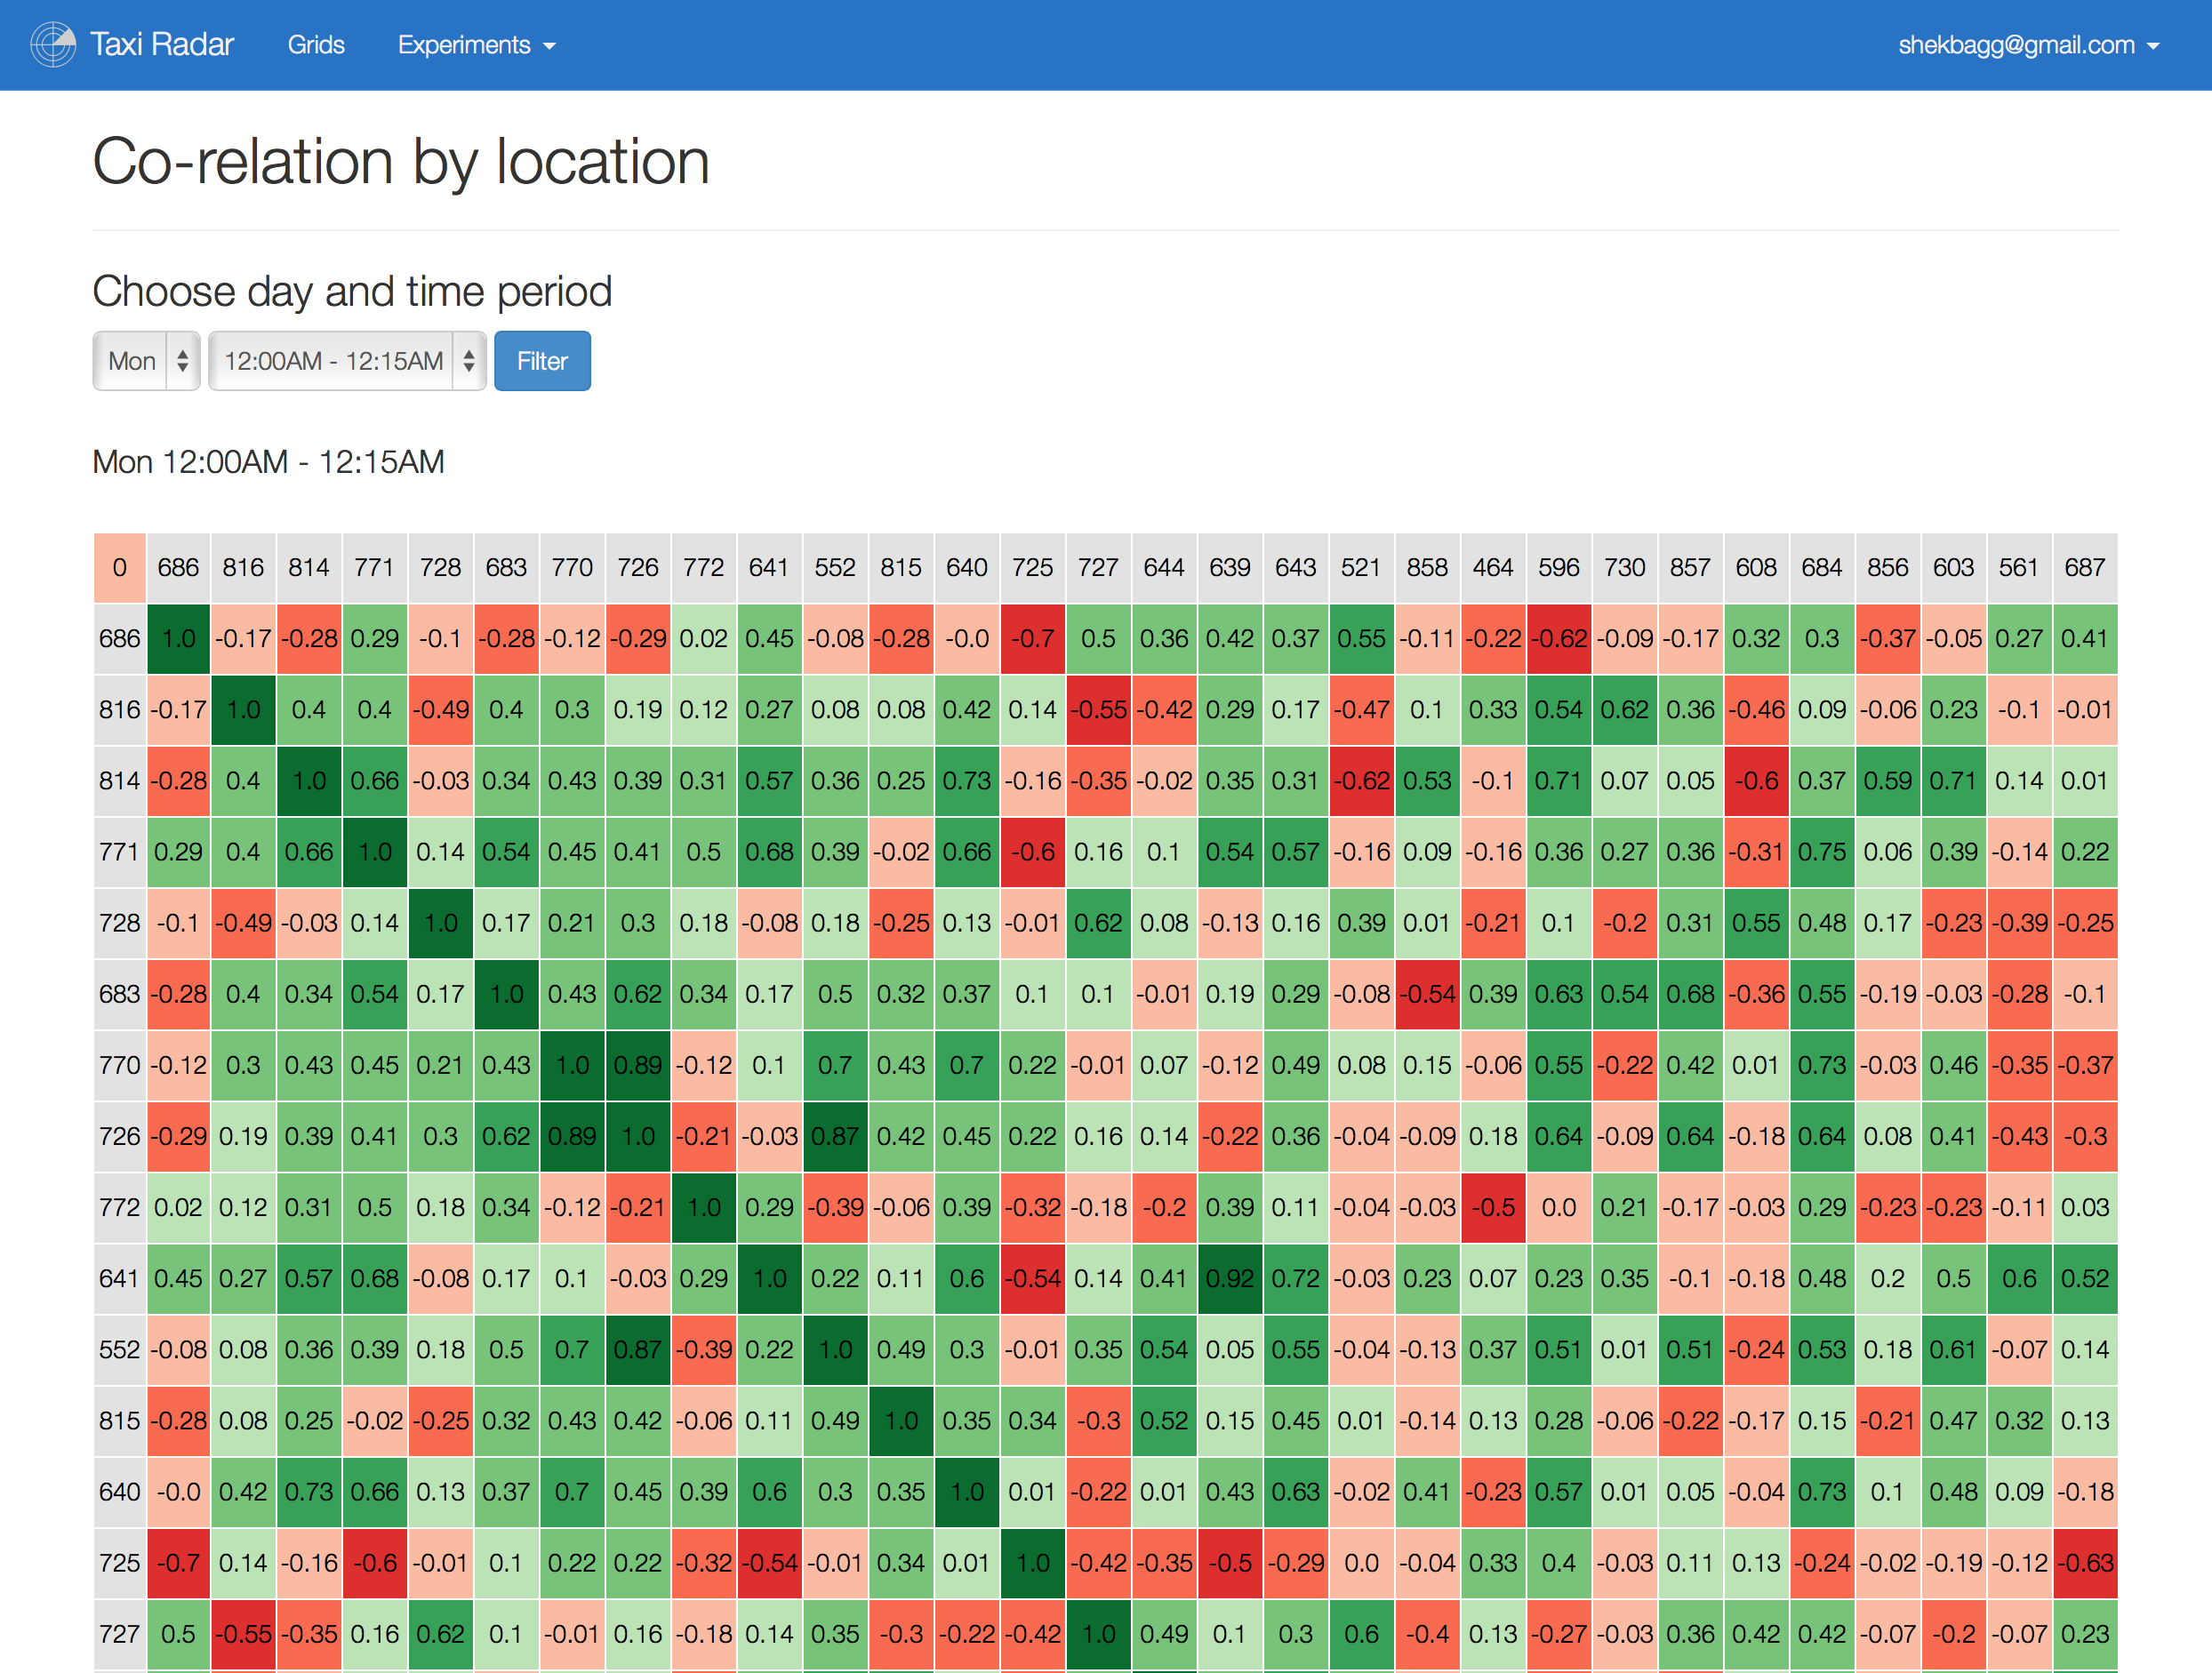 Taxi Radar Grids Experiments shekbagg@gmail.com
Co-relation by location
Choose day and time period
Mon 12:00AM - 12:15AM Filter
Mon 12:00AM - 12:15AM
0 686 816 814 771 728 683 770 726 772 641 552 815 640 725 727 644 639 643 521 858 464 596 730 857 608 684 856 603 561 687
686 1.0 -0.17 -0.28 0.29 -0.1 -0.28 -0.12 -0.29 0.02 0.45 -0.08 -0.28 -0.0 -0.7 0.5 0.36 0.42 0.37 0.55 -0.11 -0.22 -0.62 -0.09 -0.17 0.32 0.3 -0.37 -0.05 0.27 0.41
816 -0.17 1.0 0.4 0.4 -0.49 0.4 0.3 0.19 0.12 0.27 0.08 0.08 0.42 0.14 -0.55 -0.42 0.29 0.17 -0.47 0.1 0.33 0.54 0.62 0.36 -0.46 0.09 -0.06 0.23 -0.1 -0.01
814 -0.28 0.4 1.0 0.66 -0.03 0.34 0.43 0.39 0.31 0.57 0.36 0.25 0.73 -0.16 -0.35 -0.02 0.35 0.31 -0.62 0.53 -0.1 0.71 0.07 0.05 -0.6 0.37 0.59 0.71 0.14 0.01
771 0.29 0.4 0.66 1.0 0.14 0.54 0.45 0.41 0.5 0.68 0.39 -0.02 0.66 -0.6 0.16 0.1 0.54 0.57 -0.16 0.09 -0.16 0.36 0.27 0.36 -0.31 0.75 0.06 0.39 -0.14 0.22
728 -0.1 -0.49 -0.03 0.14 1.0 0.17 0.21 0.3 0.18 -0.08 0.18 -0.25 0.13 -0.01 0.62 0.08 -0.13 0.16 0.39 0.01 -0.21 0.1 -0.2 0.31 0.55 0.48 0.17 -0.23 -0.39 -0.25
683 -0.28 0.4 0.34 0.54 0.17 1.0 0.43 0.62 0.34 0.17 0.5 0.32 0.37 0.1 0.1 -0.01 0.19 0.29 -0.08 -0.54 0.39 0.63 0.54 0.68 -0.36 0.55 -0.19 -0.03 -0.28 -0.1
770 -0.12 0.3 0.43 0.45 0.21 0.43 1.0 0.89 -0.12 0.1 0.7 0.43 0.7 0.22 -0.01 0.07 -0.12 0.49 0.08 0.15 -0.06 0.55 -0.22 0.42 0.01 0.73 -0.03 0.46 -0.35 -0.37
726 -0.29 0.19 0.39 0.41 0.3 0.62 0.89 1.0 -0.21 -0.03 0.87 0.42 0.45 0.22 0.16 0.14 -0.22 0.36 -0.04 -0.09 0.18 0.64 -0.09 0.64 -0.18 0.64 0.08 0.41 -0.43 -0.3
772 0.02 0.12 0.31 0.5 0.18 0.34 -0.12 -0.21 1.0 0.29 -0.39 -0.06 0.39 -0.32 -0.18 -0.2 0.39 0.11 -0.04 -0.03 -0.5 0.0 0.21 -0.17 -0.03 0.29 -0.23 -0.23 -0.11 0.03
641 0.45 0.27 0.57 0.68 -0.08 0.17 0.1 -0.03 0.29 1.0 0.22 0.11 0.6 -0.54 0.14 0.41 0.92 0.72 -0.03 0.23 0.07 0.23 0.35 -0.1 -0.18 0.48 0.2 0.5 0.6 0.52
552 -0.08 0.08 0.36 0.39 0.18 0.5 0.7 0.87 -0.39 0.22 1.0 0.49 0.3 -0.01 0.35 0.54 0.05 0.55 -0.04 -0.13 0.37 0.51 0.01 0.51 -0.24 0.53 0.18 0.61 -0.07 0.14
815 -0.28 0.08 0.25 -0.02 -0.25 0.32 0.43 0.42 -0.06 0.11 0.49 1.0 0.35 0.34 -0.3 0.52 0.15 0.45 0.01 -0.14 0.13 0.28 -0.06 -0.22 -0.17 0.15 -0.21 0.47 0.32 0.13
640 -0.0 0.42 0.73 0.66 0.13 0.37 0.7 0.45 0.39 0.6 0.3 0.35 1.0 0.01 -0.22 0.01 0.43 0.63 -0.02 0.41 -0.23 0.57 0.01 0.05 -0.04 0.73 0.1 0.48 0.09 -0.18
725 -0.7 0.14 -0.16 -0.6 -0.01 0.1 0.22 0.22 -0.32 -0.54 -0.01 0.34 0.01 1.0 -0.42 -0.35 -0.5 -0.29 0.0 -0.04 0.33 0.4 -0.03 0.11 0.13 -0.24 -0.02 -0.19 -0.12 -0.63
727 0.5 -0.55 -0.35 0.16 0.62 0.1 -0.01 0.16 -0.18 0.14 0.35 -0.3 -0.22 -0.42 1.0 0.49 0.1 0.3 0.6 -0.4 0.13 -0.27 -0.03 0.36 0.42 0.42 -0.07 -0.2 -0.07 0.23